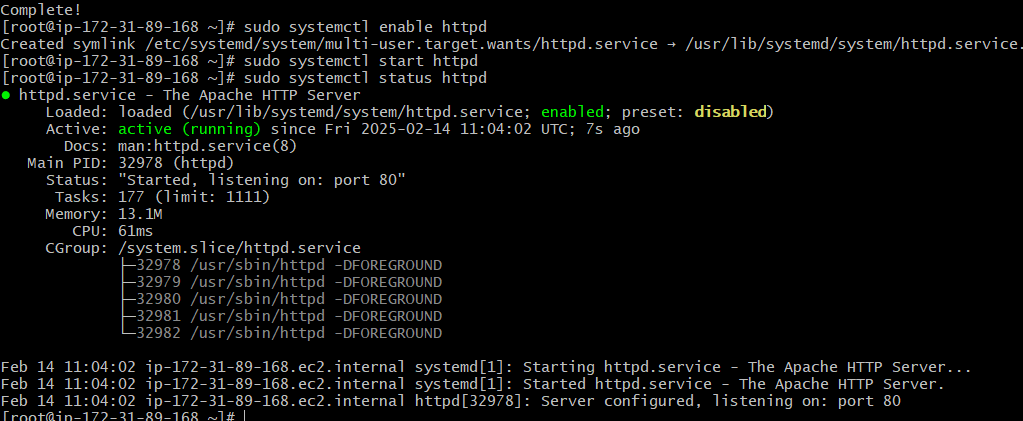 Complete!
[root@ip-172-31-89-168 ~]# sudo systemctl enable httpd
Created symlink /etc/systemd/system/multi-user.target.wants/httpd.service → /usr/lib/systemd/system/httpd.service.
[root@ip-172-31-89-168 ~]# sudo systemctl start httpd
[root@ip-172-31-89-168 ~]# sudo systemctl status httpd
● httpd.service - The Apache HTTP Server
     Loaded: loaded (/usr/lib/systemd/system/httpd.service; enabled; preset: disabled)
     Active: active (running) since Fri 2025-02-14 11:04:02 UTC; 7s ago
       Docs: man:httpd.service(8)
   Main PID: 32978 (httpd)
     Status: "Started, listening on: port 80"
      Tasks: 177 (limit: 1111)
     Memory: 13.1M
        CPU: 61ms
     CGroup: /system.slice/httpd.service
             ├─32978 /usr/sbin/httpd -DFOREGROUND
             ├─32979 /usr/sbin/httpd -DFOREGROUND
             ├─32980 /usr/sbin/httpd -DFOREGROUND
             ├─32981 /usr/sbin/httpd -DFOREGROUND
             └─32982 /usr/sbin/httpd -DFOREGROUND
Feb 14 11:04:02 ip-172-31-89-168.ec2.internal systemd[1]: Starting httpd.service - The Apache HTTP Server...
Feb 14 11:04:02 ip-172-31-89-168.ec2.internal systemd[1]: Started httpd.service - The Apache HTTP Server.
Feb 14 11:04:02 ip-172-31-89-168.ec2.internal httpd[32978]: Server configured, listening on: port 80
[root@ip-172-31-89-168 ~]#